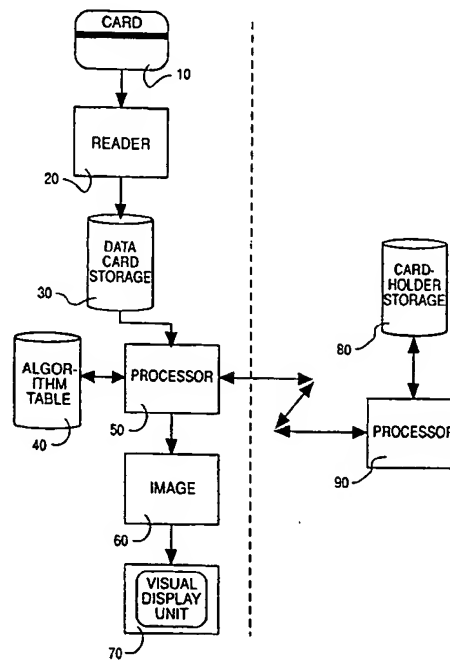 CARD
10
READER
20
DATA
CARD
STORAGE
30
ALGOR-
ITHM
TABLE
40
PROCESSOR
50
IMAGE
60
VISUAL
DISPLAY
UNIT
70
CARD-
HOLDER
STORAGE
80
PROCESSOR
90